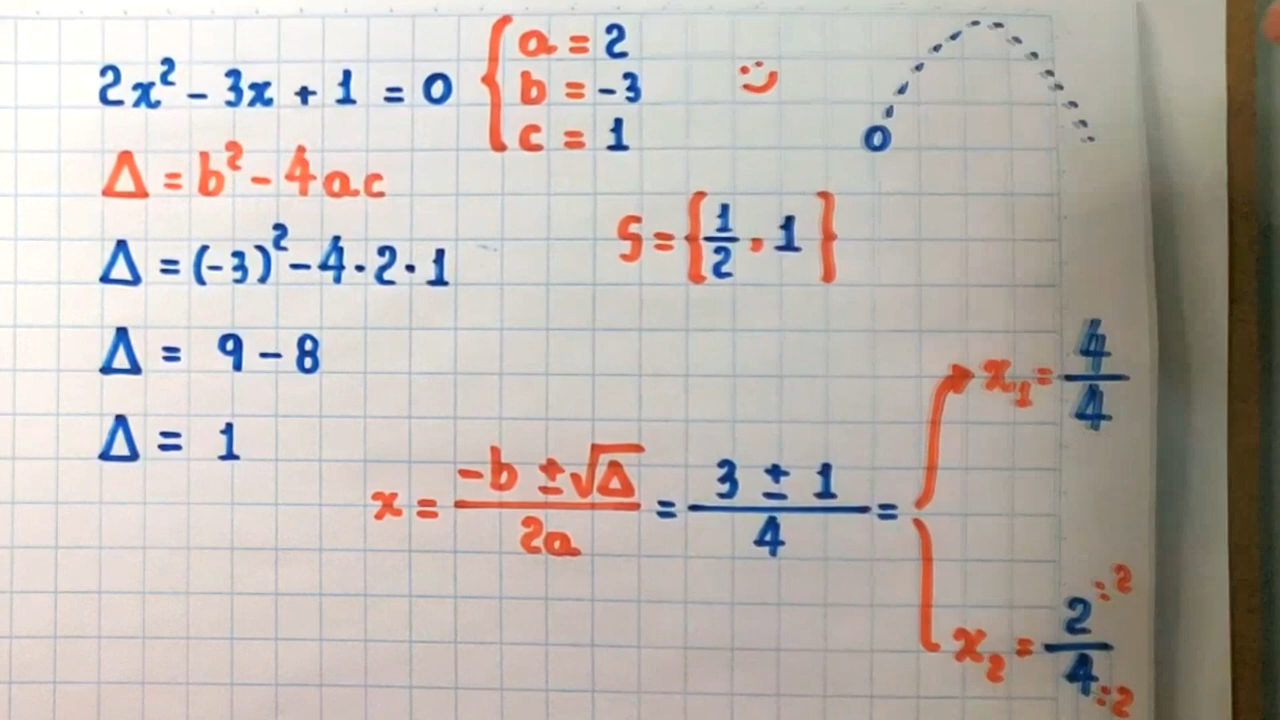 2x² - 3x + 1 = 0 { a = 2
b = -3
c = 1
0
Δ = b² - 4ac
Δ = (-3)² - 4 · 2 · 1
S = { 1/2 , 1 }
Δ = 9 - 8
Δ = 1
x = (-b ± √Δ)/2a = (3 ± 1)/4 =
x₁ = 4/4
x₂ = 2:2/4:2